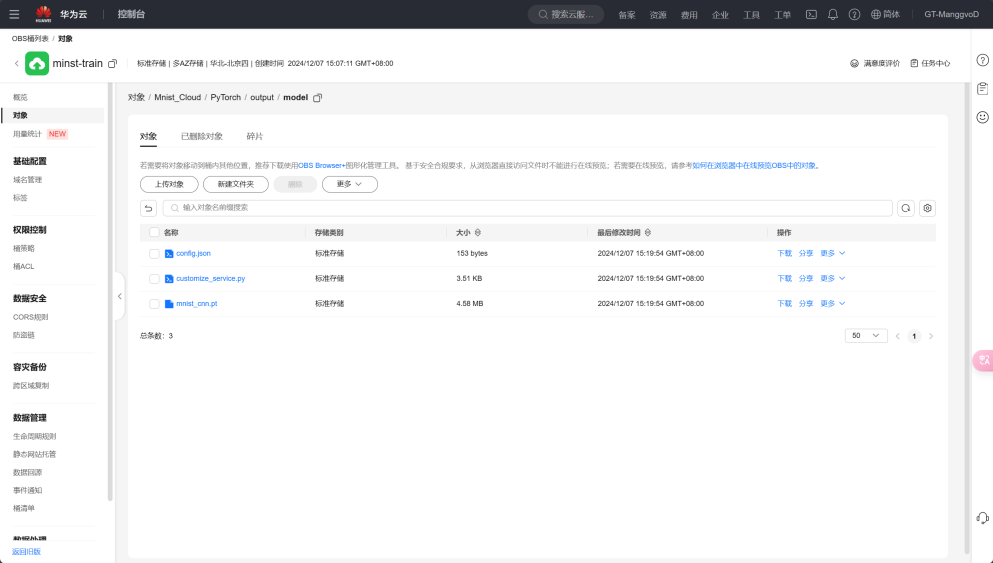 HUAWEI
华为云
控制台
搜索云服...
备案 资源 费用 企业 工具 工单
简体
GT-MangguoD
OBS桶列表 / 对象
minst-train
标准存储 | 多AZ存储 | 华北-北京四 | 创建时间 2024/12/07 15:07:11 GMT+08:00
满意度评价
任务中心
概览
对象
用量统计 NEW
基础配置
域名管理
标签
权限控制
桶策略
桶ACL
数据安全
CORS规则
防盗链
容灾备份
跨区域复制
数据管理
生命周期规则
静态网站托管
数据回源
事件通知
桶清单
数据处理
返回旧版
对象 / Mnist_Cloud / PyTorch / output / model
对象 已删除对象 碎片
若需要将对象移动到桶内其他位置，推荐下载使用OBS Browser+图形化管理工具。 基于安全合规要求，从浏览器直接访问文件时不能进行在线预览；若需要在线预览，请参考如何在浏览器中在线预览OBS中的对象。
上传对象 新建文件夹 删除 更多
输入对象名前缀搜索
名称 存储类别 大小 最后修改时间 操作
config.json 标准存储 153 bytes 2024/12/07 15:19:54 GMT+08:00 下载 分享 更多
customize_service.py 标准存储 3.51 KB 2024/12/07 15:19:54 GMT+08:00 下载 分享 更多
mnist_cnn.pt 标准存储 4.58 MB 2024/12/07 15:19:54 GMT+08:00 下载 分享 更多
总条数：3
50
1